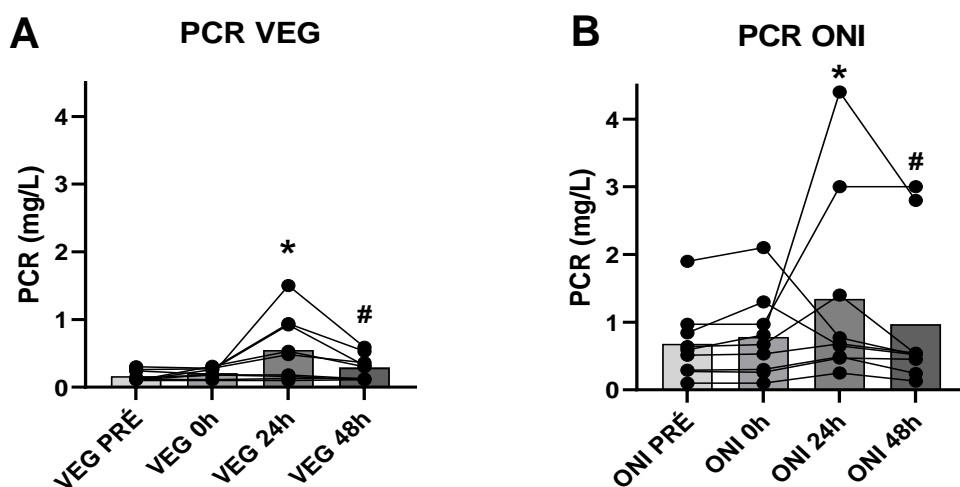 A
PCR VEG
PCR (mg/L)
4
3
2
1
0
*
#
VEG PRÉ
VEG 0h
VEG 24h
VEG 48h
B
PCR ONI
PCR (mg/L)
4
3
2
1
0
*
#
ONI PRÉ
ONI 0h
ONI 24h
ONI 48h